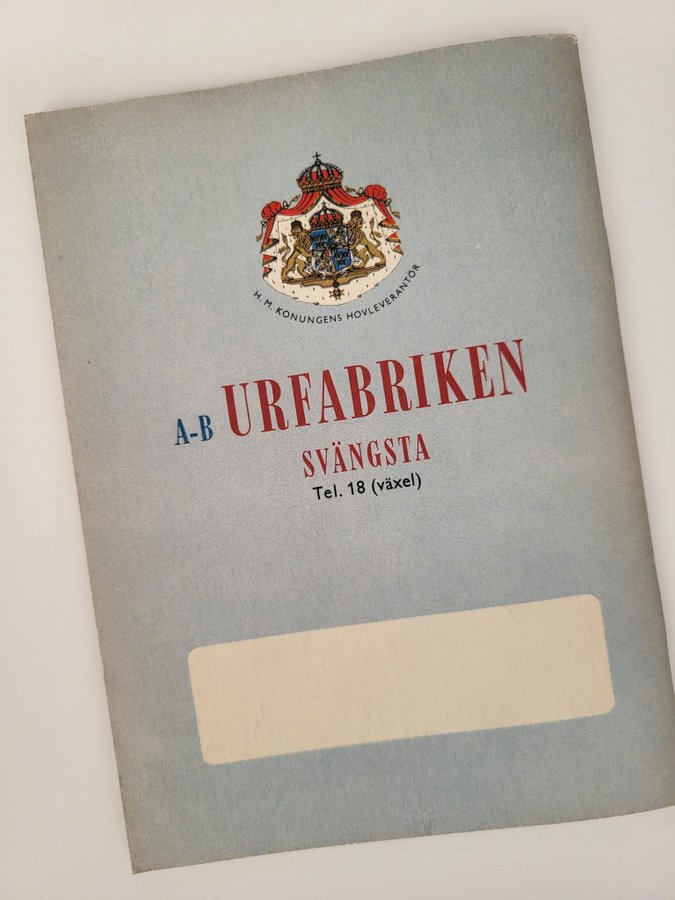 H. M. KONUNGENS HOVLEVERANTÖR
A-B URFABRIKEN
SVÄNGSTA
Tel. 18 (växel)